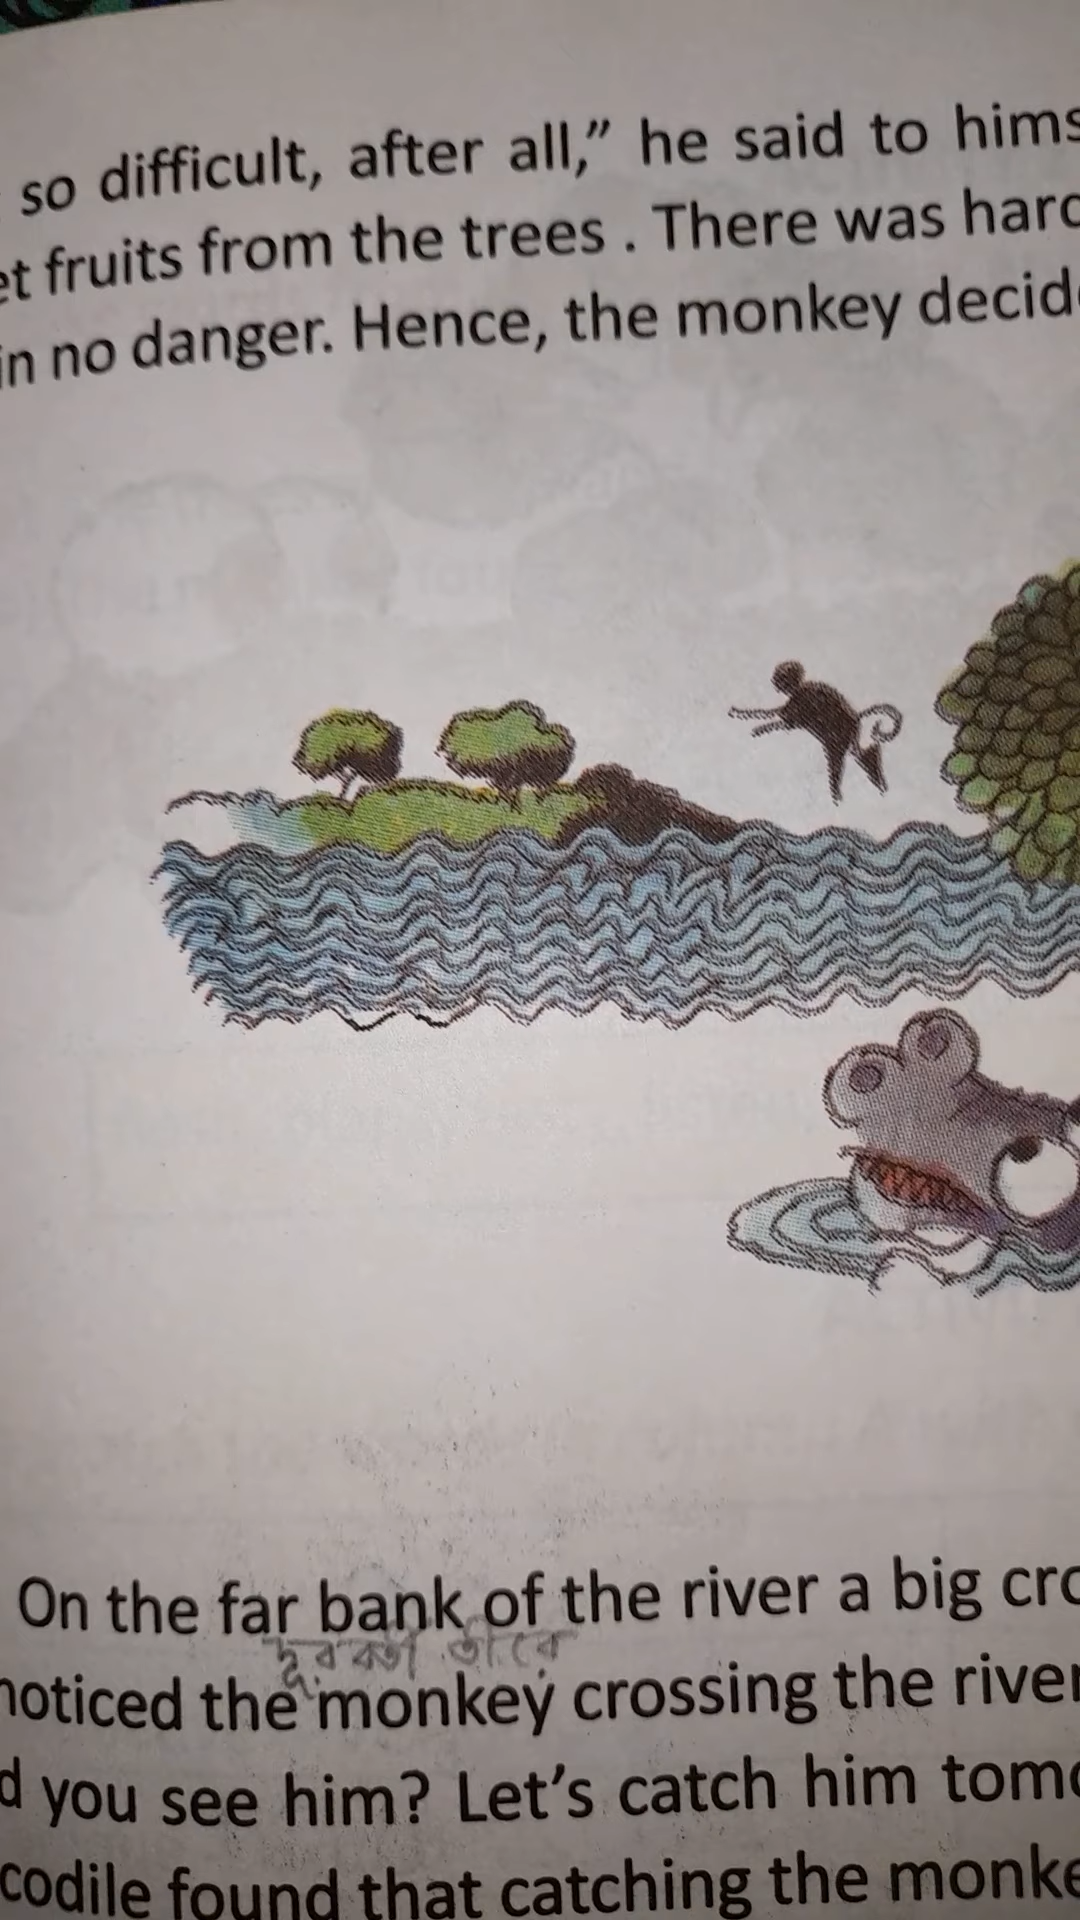 so difficult, after all,” he said to hims
et fruits from the trees . There was hard
in no danger. Hence, the monkey decide
On the far bank of the river a big cro
noticed the monkey crossing the river
d you see him? Let’s catch him tomo
codile found that catching the monke